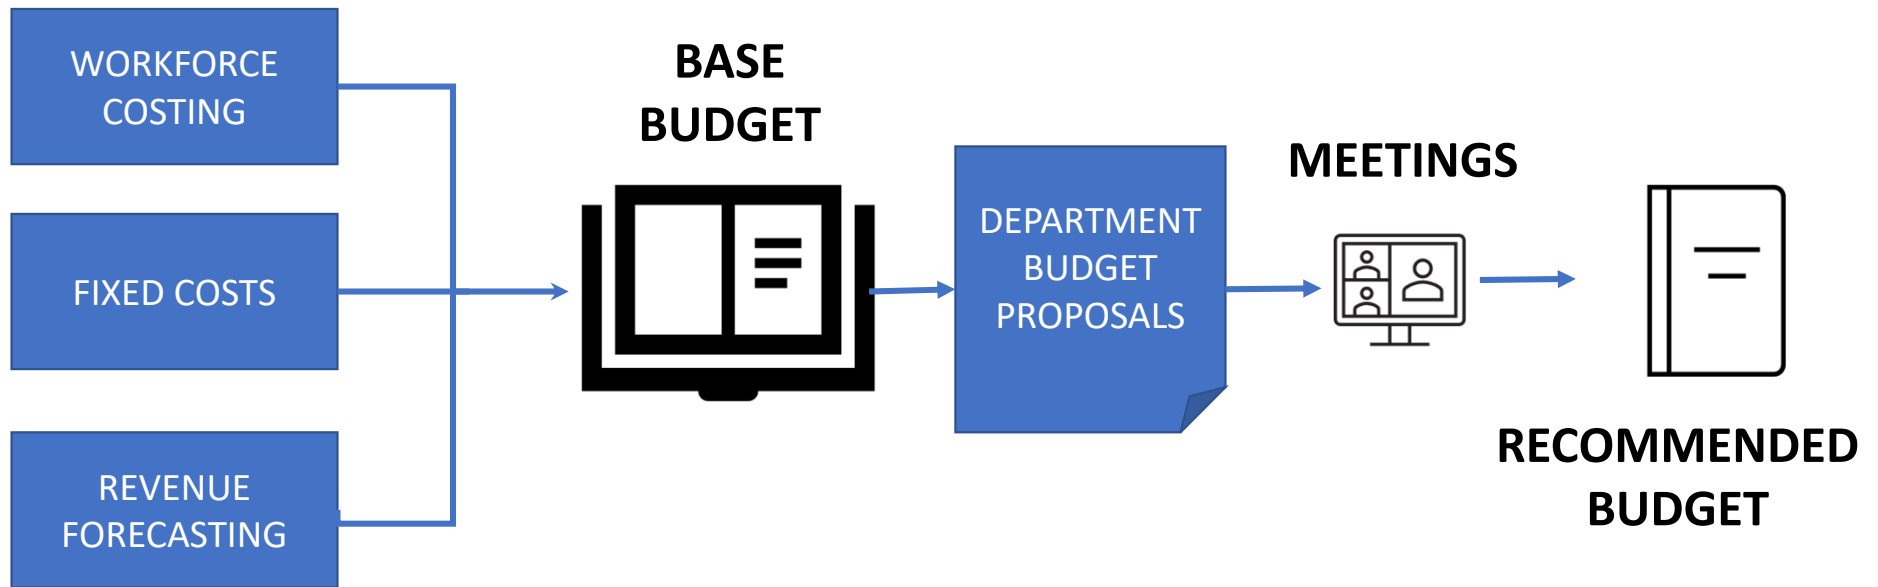 WORKFORCE
COSTING
FIXED COSTS
REVENUE
FORECASTING
BASE
BUDGET
DEPARTMENT
BUDGET
PROPOSALS
MEETINGS
RECOMMENDED
BUDGET